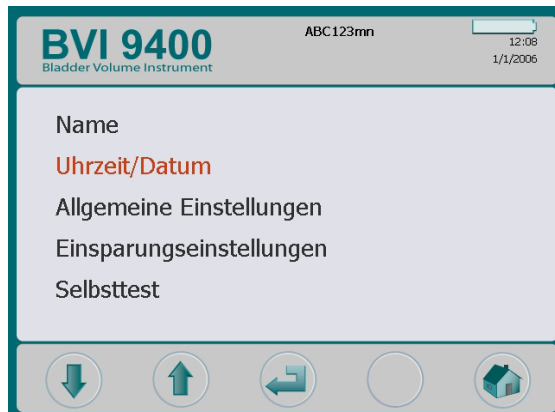 BVI 9400
Bladder Volume Instrument
ABC123mn
12:08
1/1/2006
Name
Uhrzeit/Datum
Allgemeine Einstellungen
Einsparungseinstellungen
Selbsttest